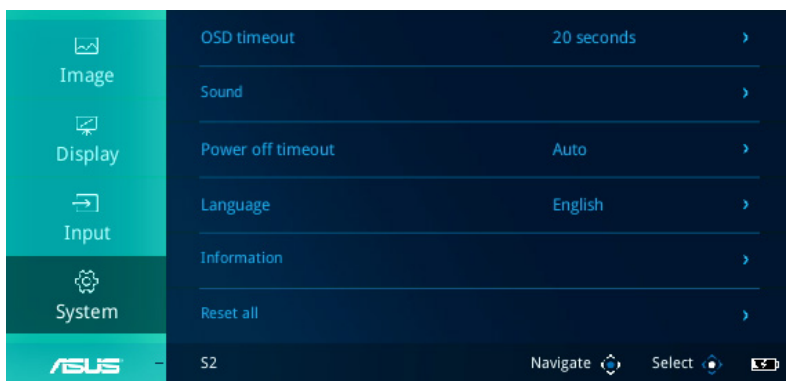 Image
Display
Input
System
OSD timeout 20 seconds
Sound
Power off timeout Auto
Language English
Information
Reset all
ASUS S2 Navigate Select